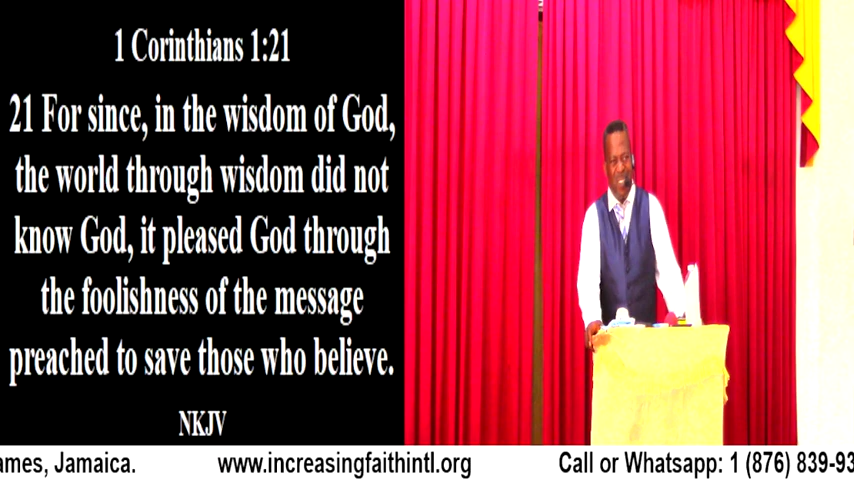 1 Corinthians 1:21
21 For since, in the wisdom of God,
the world through wisdom did not
know God, it pleased God through
the foolishness of the message
preached to save those who believe.
NKJV
ames, Jamaica. www.increasingfaithintl.org Call or Whatsapp: 1 (876) 839-93